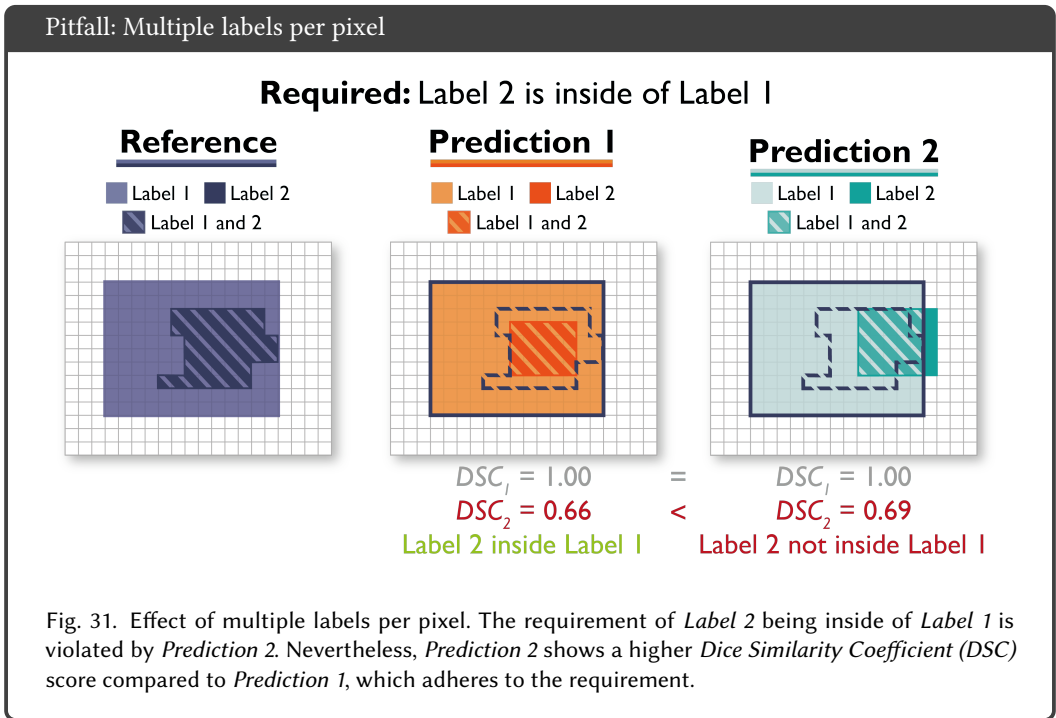 Pitfall: Multiple labels per pixel
Required: Label 2 is inside of Label 1
Reference
Label 1 Label 2
Label 1 and 2
Prediction 1
Label 1 Label 2
Label 1 and 2
Prediction 2
Label 1 Label 2
Label 1 and 2
DSC1 = 1.00 = DSC1 = 1.00
DSC2 = 0.66 < DSC2 = 0.69
Label 2 inside Label 1 Label 2 not inside Label 1
Fig. 31. Effect of multiple labels per pixel. The requirement of Label 2 being inside of Label 1 is
violated by Prediction 2. Nevertheless, Prediction 2 shows a higher Dice Similarity Coefficient (DSC)
score compared to Prediction 1, which adheres to the requirement.